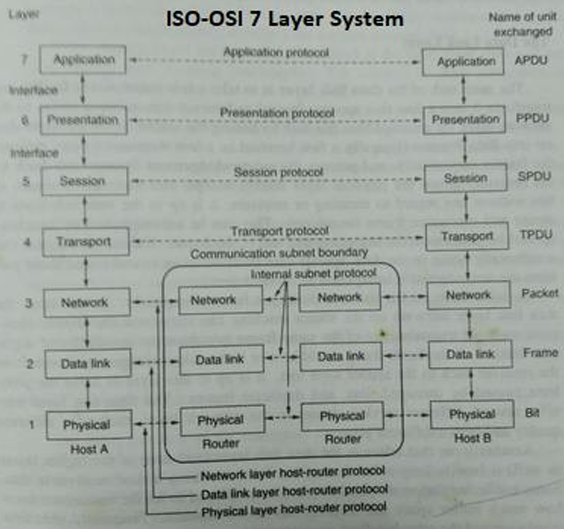 ISO-OSI 7 Layer System
Layer
Name of unit
exchanged
7 Application Application protocol Application APDU
Interface
6 Presentation Presentation protocol Presentation PPDU
Interface
5 Session Session protocol Session SPDU
4 Transport Transport protocol Transport TPDU
Communication subnet boundary
Internal subnet protocol
3 Network Network Network Network Packet
2 Data link Data link Data link Data link Frame
1 Physical Physical Physical Physical Bit
Host A Router Router Host B
Network layer host-router protocol
Data link layer host-router protocol
Physical layer host-router protocol